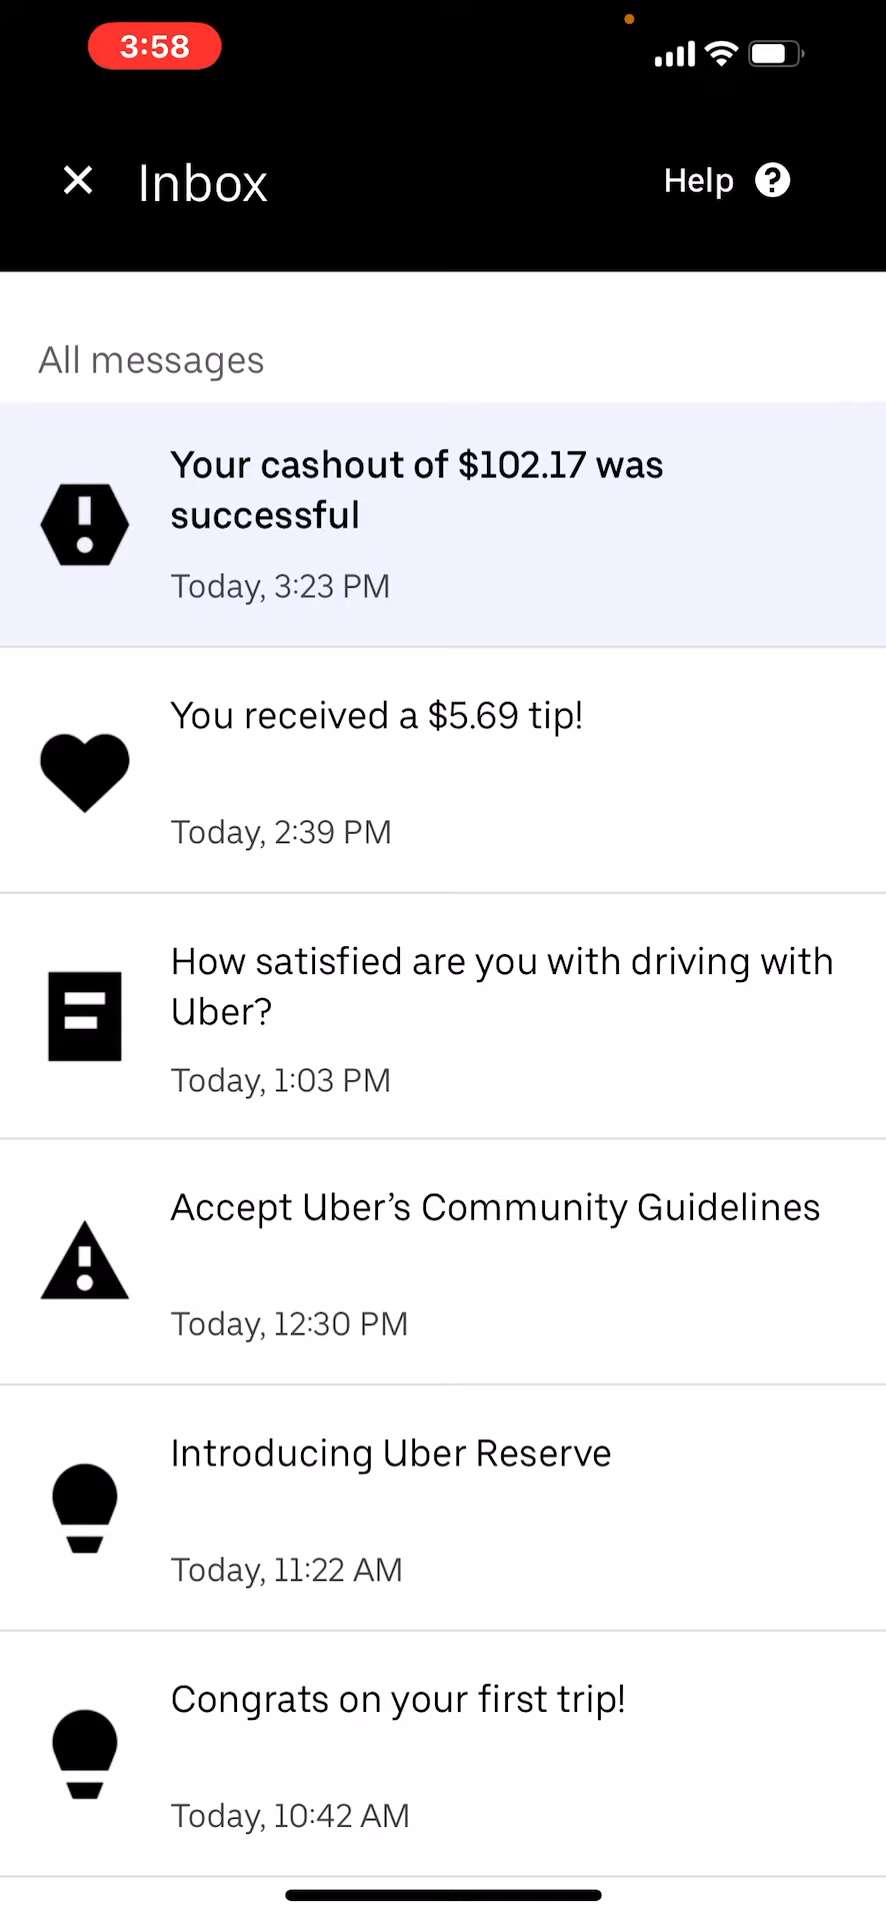 3:58
Inbox
Help
All messages
Your cashout of $102.17 was
successful
Today, 3:23 PM
You received a $5.69 tip!
Today, 2:39 PM
How satisfied are you with driving with
Uber?
Today, 1:03 PM
Accept Uber’s Community Guidelines
Today, 12:30 PM
Introducing Uber Reserve
Today, 11:22 AM
Congrats on your first trip!
Today, 10:42 AM